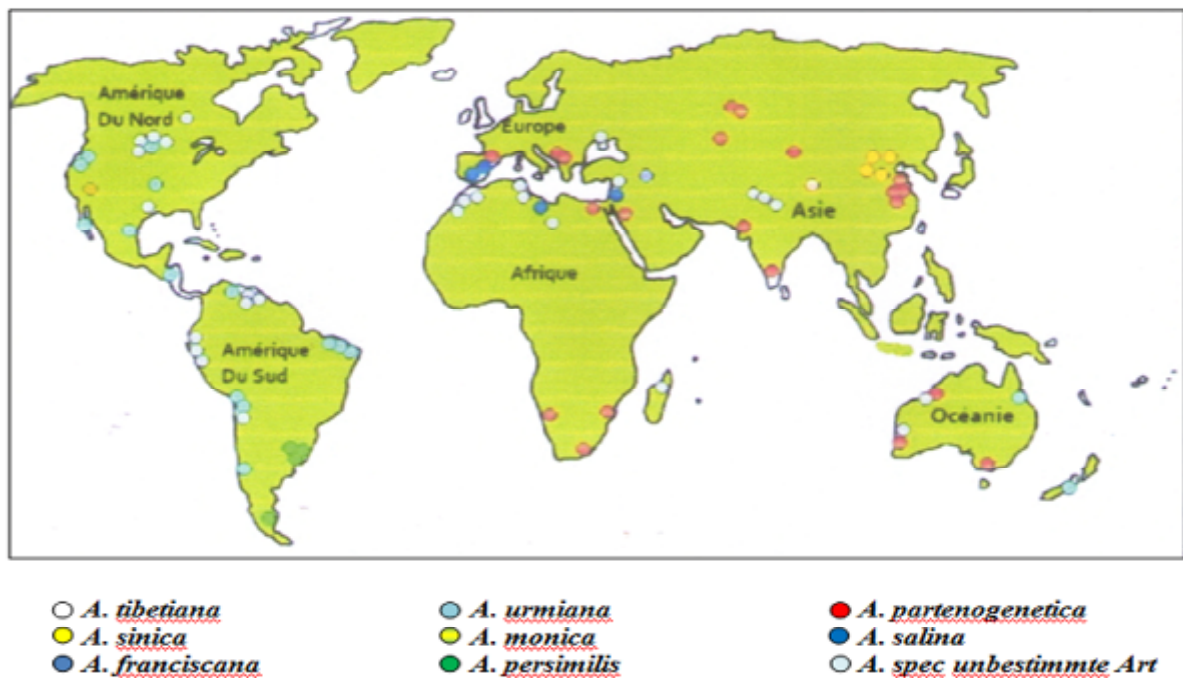 Amérique
Du Nord
Europe
Asie
Afrique
Amérique
Du Sud
Océanie
A. tibetiana
A. urmiana
A. partenogenetica
A. sinica
A. monica
A. salina
A. franciscana
A. persimilis
A. spec unbestimmte Art